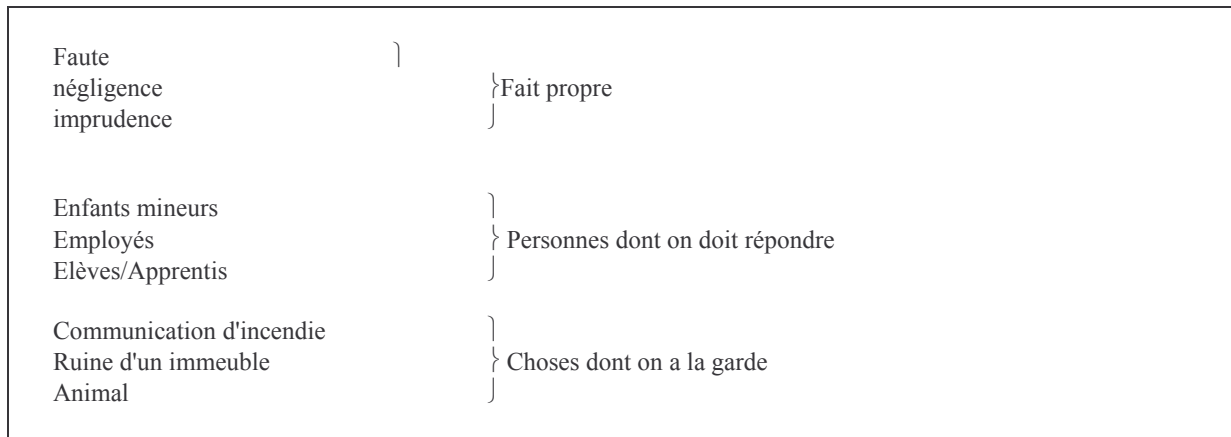 Faute ⎫
négligence ⎬Fait propre
imprudence ⎭
Enfants mineurs ⎫
Employés ⎬ Personnes dont on doit répondre
Elèves/Apprentis ⎭
Communication d'incendie ⎫
Ruine d'un immeuble ⎬ Choses dont on a la garde
Animal ⎭